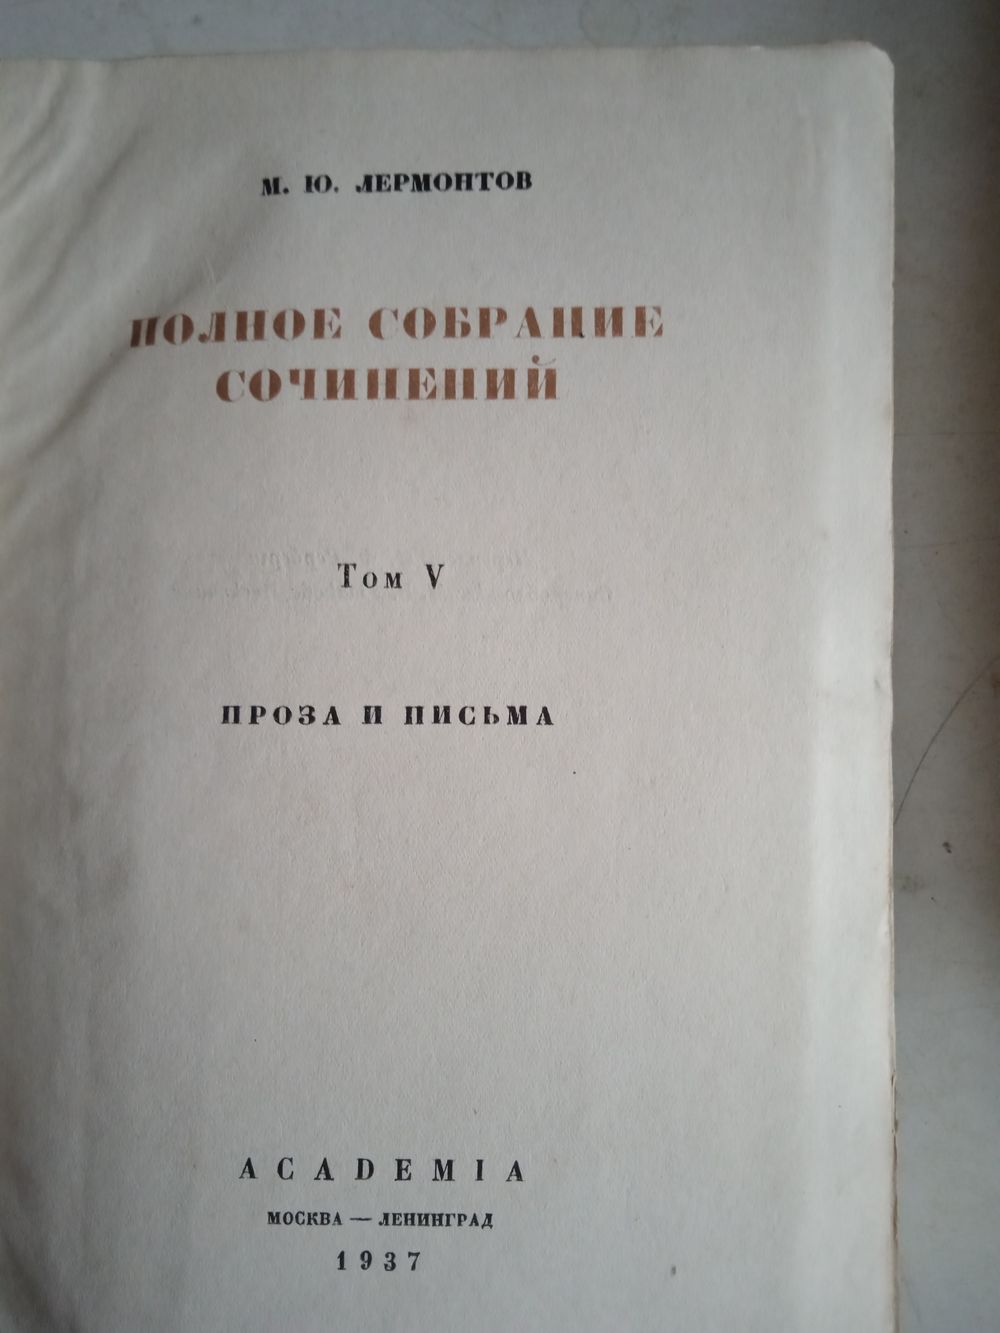 М. Ю. ЛЕРМОНТОВ
ПОЛНОЕ СОБРАНИЕ
СОЧИНЕНИЙ
Том V
ПРОЗА И ПИСЬМА
ACADEMIA
МОСКВА — ЛЕНИНГРАД
1937